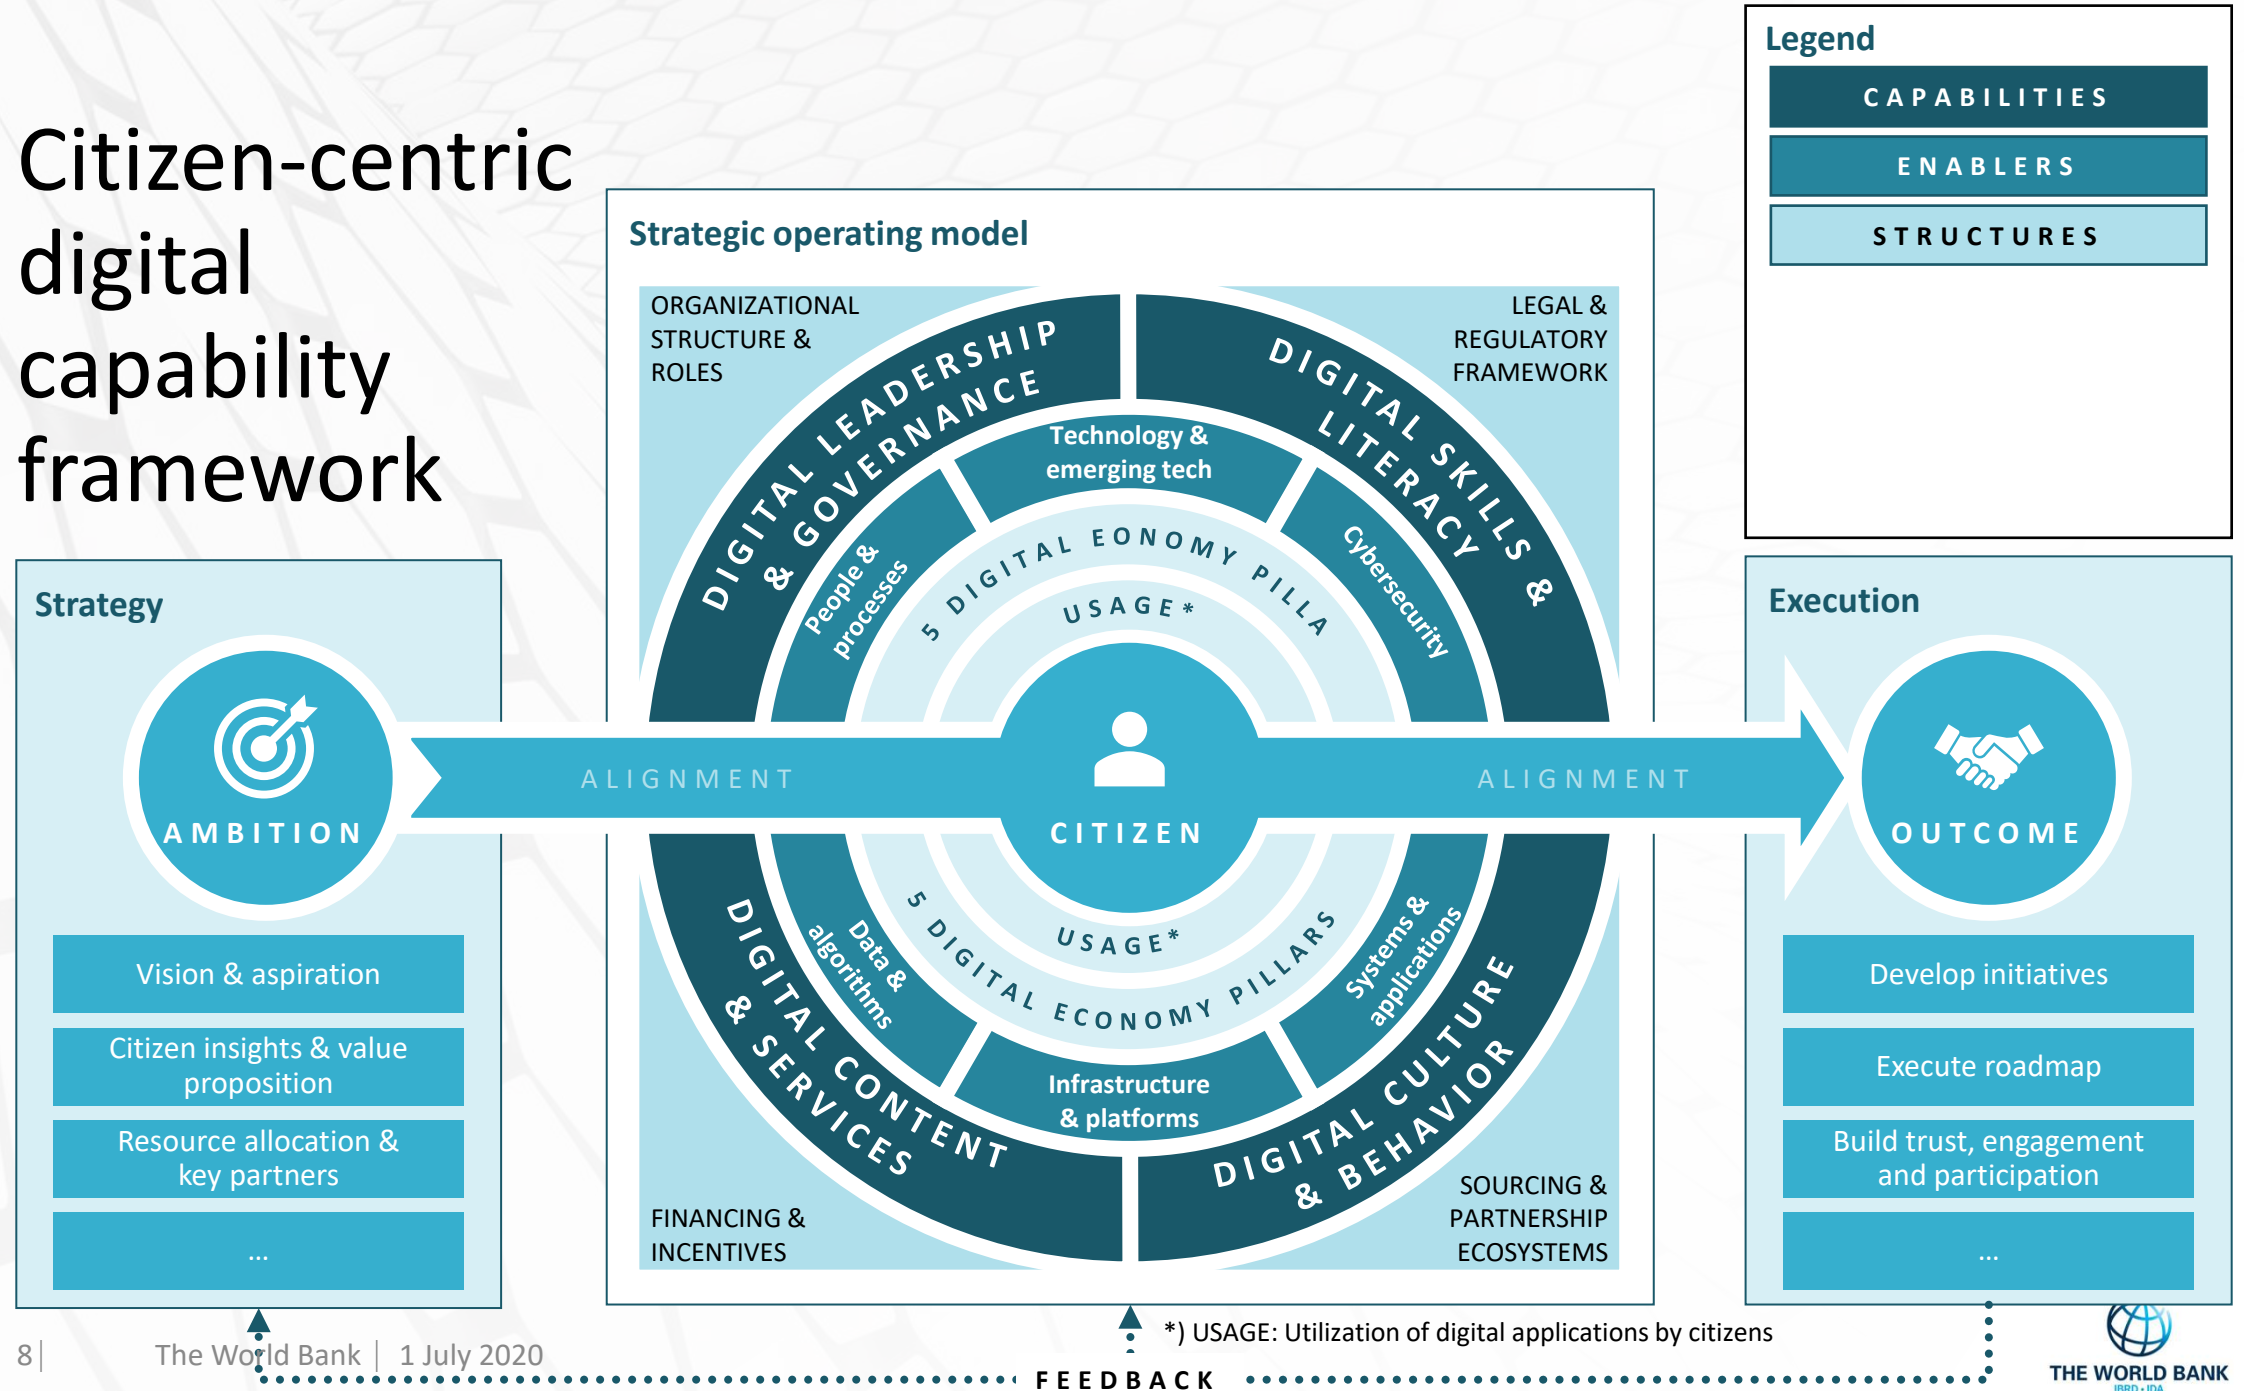 Citizen-centric
digital
capability
framework
Legend
CAPABILITIES
ENABLERS
STRUCTURES
Strategy
AMBITION
Vision & aspiration
Citizen insights & value
proposition
Resource allocation &
key partners
...
Strategic operating model
ORGANIZATIONAL
STRUCTURE &
ROLES
LEGAL &
REGULATORY
FRAMEWORK
DIGITAL LEADERSHIP
& GOVERNANCE
DIGITAL SKILLS &
LITERACY
Technology &
emerging tech
People &
processes
Cybersecurity
5 DIGITAL EONOMY PILLA
USAGE*
ALIGNMENT
CITIZEN
ALIGNMENT
USAGE*
5 DIGITAL ECONOMY PILLARS
Data &
algorithms
Systems &
applications
Infrastructure
& platforms
DIGITAL CONTENT
& SERVICES
DIGITAL CULTURE
& BEHAVIOR
FINANCING &
INCENTIVES
SOURCING &
PARTNERSHIP
ECOSYSTEMS
Execution
OUTCOME
Develop initiatives
Execute roadmap
Build trust, engagement
and participation
...
*) USAGE: Utilization of digital applications by citizens
FEEDBACK
8| The World Bank | 1 July 2020
THE WORLD BANK
IBRD • IDA